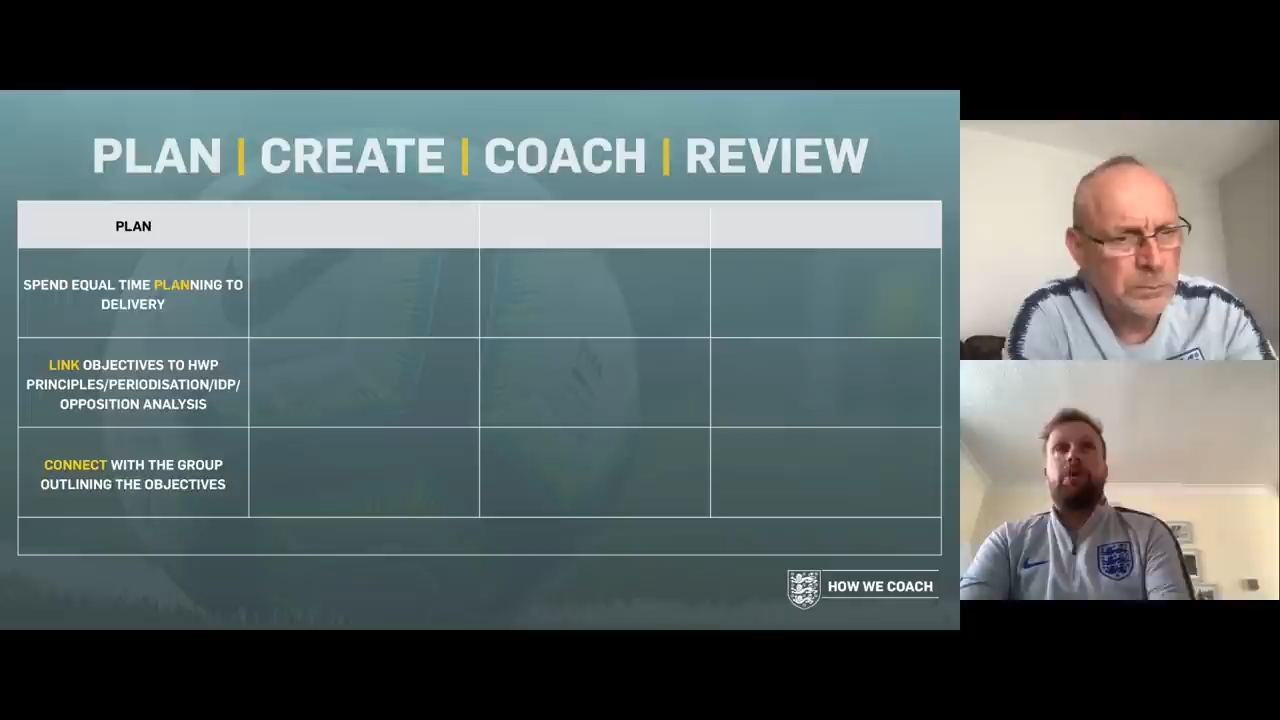 PLAN | CREATE | COACH | REVIEW
PLAN
SPEND EQUAL TIME PLANNING TO
DELIVERY
LINK OBJECTIVES TO HWP
PRINCIPLES/PERIODISATION/IDP/
OPPOSITION ANALYSIS
CONNECT WITH THE GROUP
OUTLINING THE OBJECTIVES
HOW WE COACH